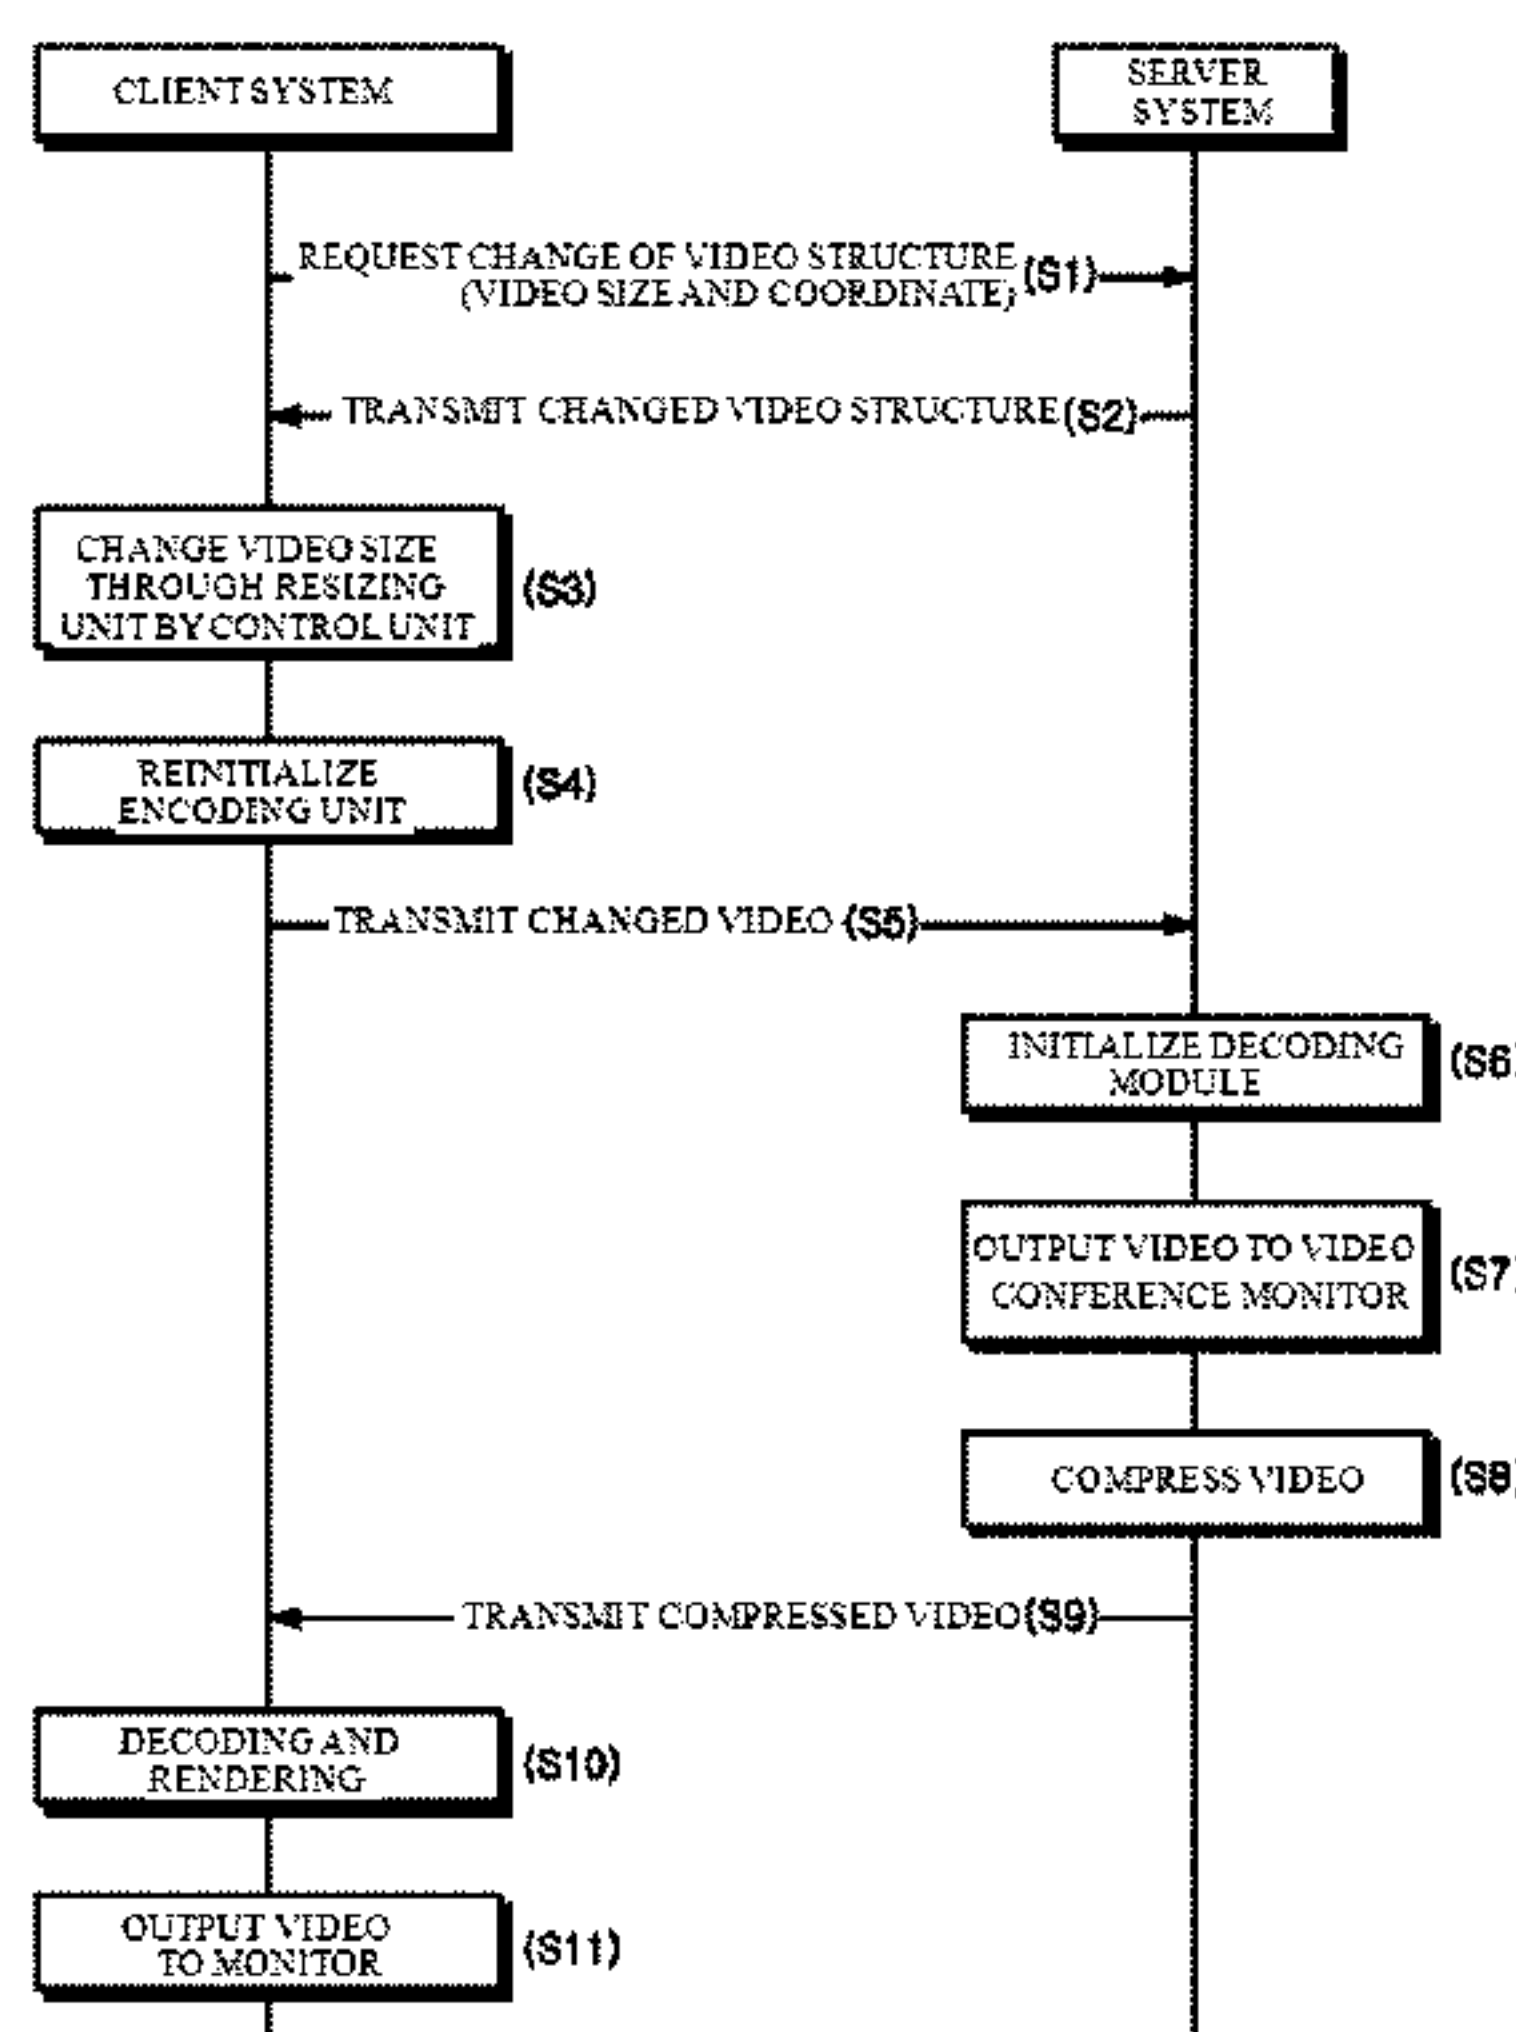 CLIENT SYSTEM
SERVER
SYSTEM
REQUEST CHANGE OF VIDEO STRUCTURE
(VIDEO SIZE AND COORDINATE)
(S1)
TRANSMIT CHANGED VIDEO STRUCTURE (S2)
CHANGE VIDEO SIZE
THROUGH RESIZING
UNIT BY CONTROL UNIT
(S3)
REINITIALIZE
ENCODING UNIT
(S4)
TRANSMIT CHANGED VIDEO (S5)
INITIALIZE DECODING
MODULE
(S6)
OUTPUT VIDEO TO VIDEO
CONFERENCE MONITOR
(S7)
COMPRESS VIDEO
(S8)
TRANSMIT COMPRESSED VIDEO (S9)
DECODING AND
RENDERING
(S10)
OUTPUT VIDEO
TO MONITOR
(S11)